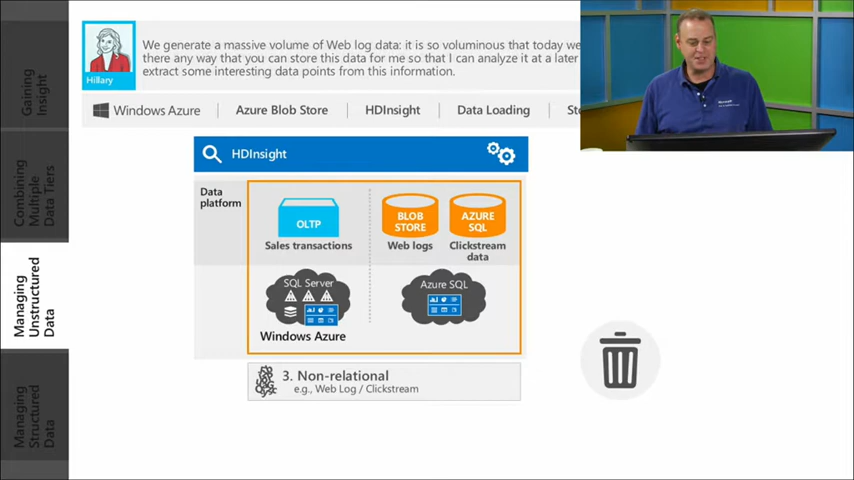 We generate a massive volume of Web log data: it is so voluminous that today we
there any way that you can store this data for me so that I can analyze it at a later
extract some interesting data points from this information.
Hillary
Windows Azure | Azure Blob Store | HDInsight | Data Loading |
Gaining
Insight
Combining
Multiple
Data Tiers
Managing
Unstructured
Data
Managing
Structured
Data
HDInsight
Data
platform
OLTP
Sales transactions
BLOB
STORE
Web logs
AZURE
SQL
Clickstream
data
SQL Server
Windows Azure
Azure SQL
3. Non-relational
e.g., Web Log / Clickstream